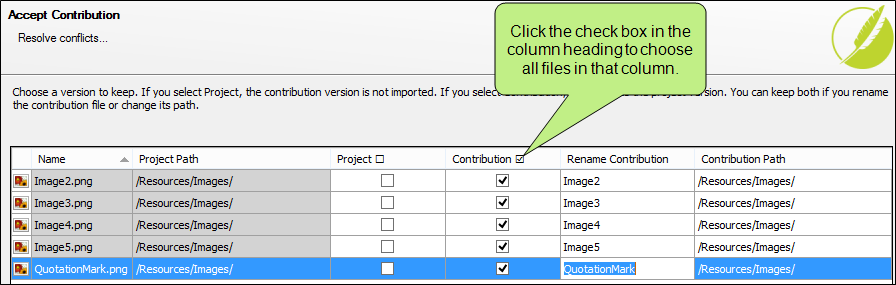 Accept Contribution
Resolve conflicts...
Click the check box in the
column heading to choose
all files in that column.
Choose a version to keep. If you select Project, the contribution version is not imported. If you select project version. You can keep both if you rename
the contribution file or change its path.
Name Project Path Project Contribution Rename Contribution Contribution Path
Image2.png /Resources/Images/ Image2 /Resources/Images/
Image3.png /Resources/Images/ Image3 /Resources/Images/
Image4.png /Resources/Images/ Image4 /Resources/Images/
Image5.png /Resources/Images/ Image5 /Resources/Images/
QuotationMark.png /Resources/Images/ QuotationMark /Resources/Images/